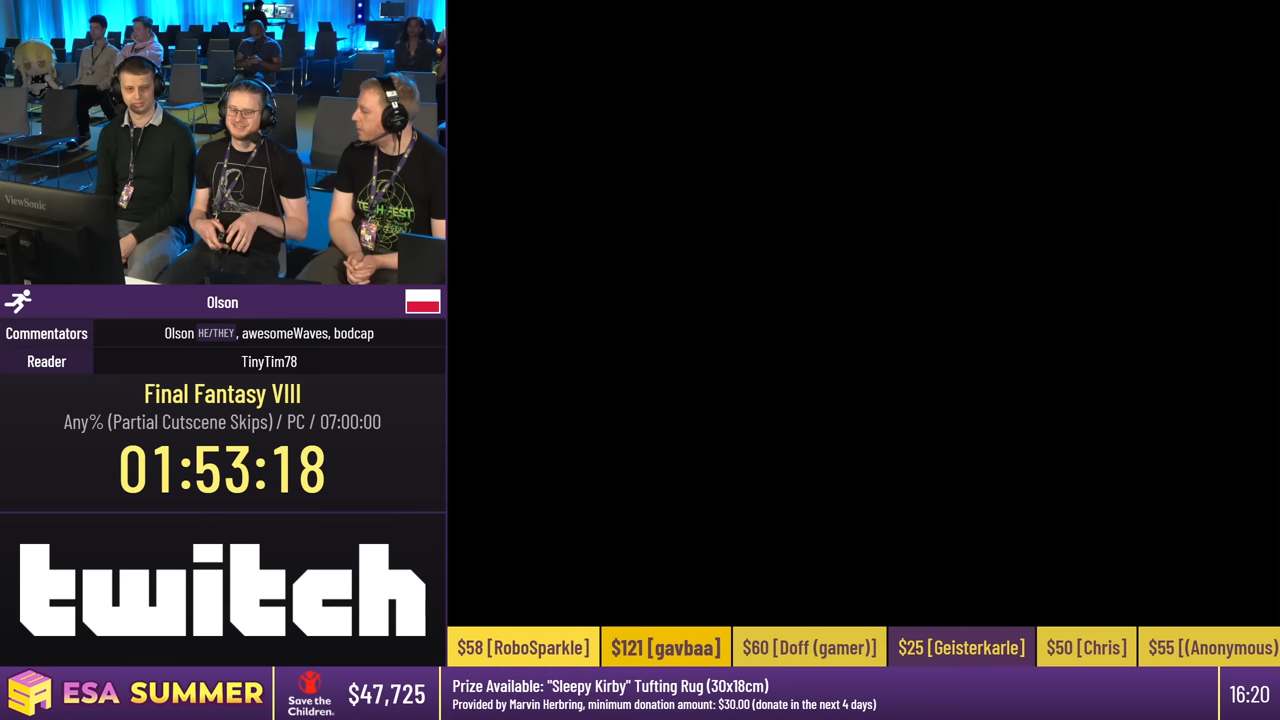 ViewSonic
TECH FEST
Olson
Commentators
Olson HE/THEY, awesomeWaves, bodcap
Reader
TinyTim78
Final Fantasy VIII
Any% (Partial Cutscene Skips) / PC / 07:00:00
01:53:18
twitch
$58 [RoboSparkle]
$121 [gavbaa]
$60 [Doff (gamer)]
$25 [Geisterkarle]
$50 [Chris]
$55 [(Anonymous)
ESA SUMMER
Save the
Children.
$47,725
Prize Available: "Sleepy Kirby" Tufting Rug (30x18cm)
Provided by Marvin Herbring, minimum donation amount: $30.00 (donate in the next 4 days)
16:20